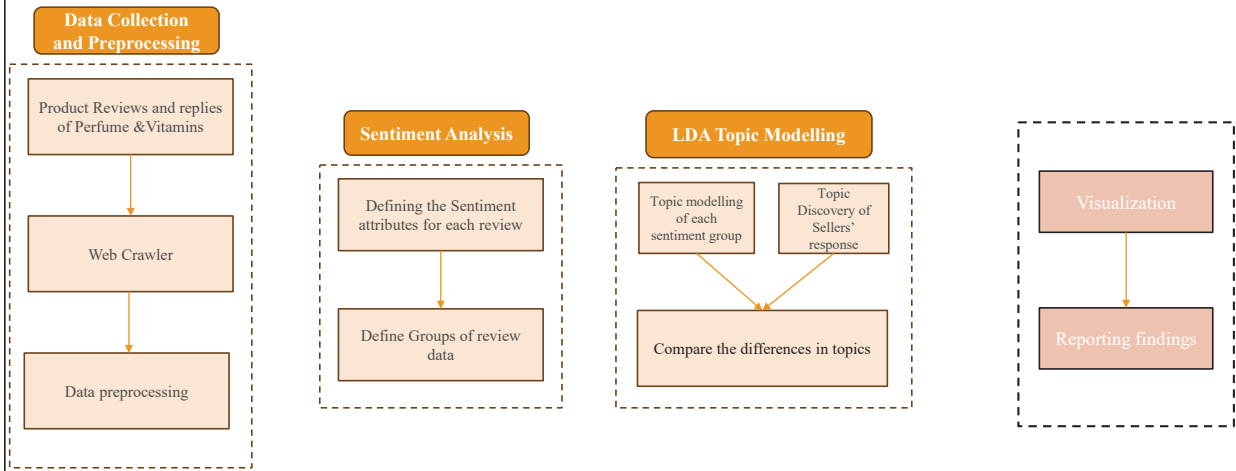 Data Collection
and Preprocessing
Product Reviews and replies
of Perfume &Vitamins
Web Crawler
Data preprocessing
Sentiment Analysis
Defining the Sentiment
attributes for each review
Define Groups of review
data
LDA Topic Modelling
Topic modelling
of each
sentiment group
Topic
Discovery of
Sellers'
response
Compare the differences in topics
Visualization
Reporting findings